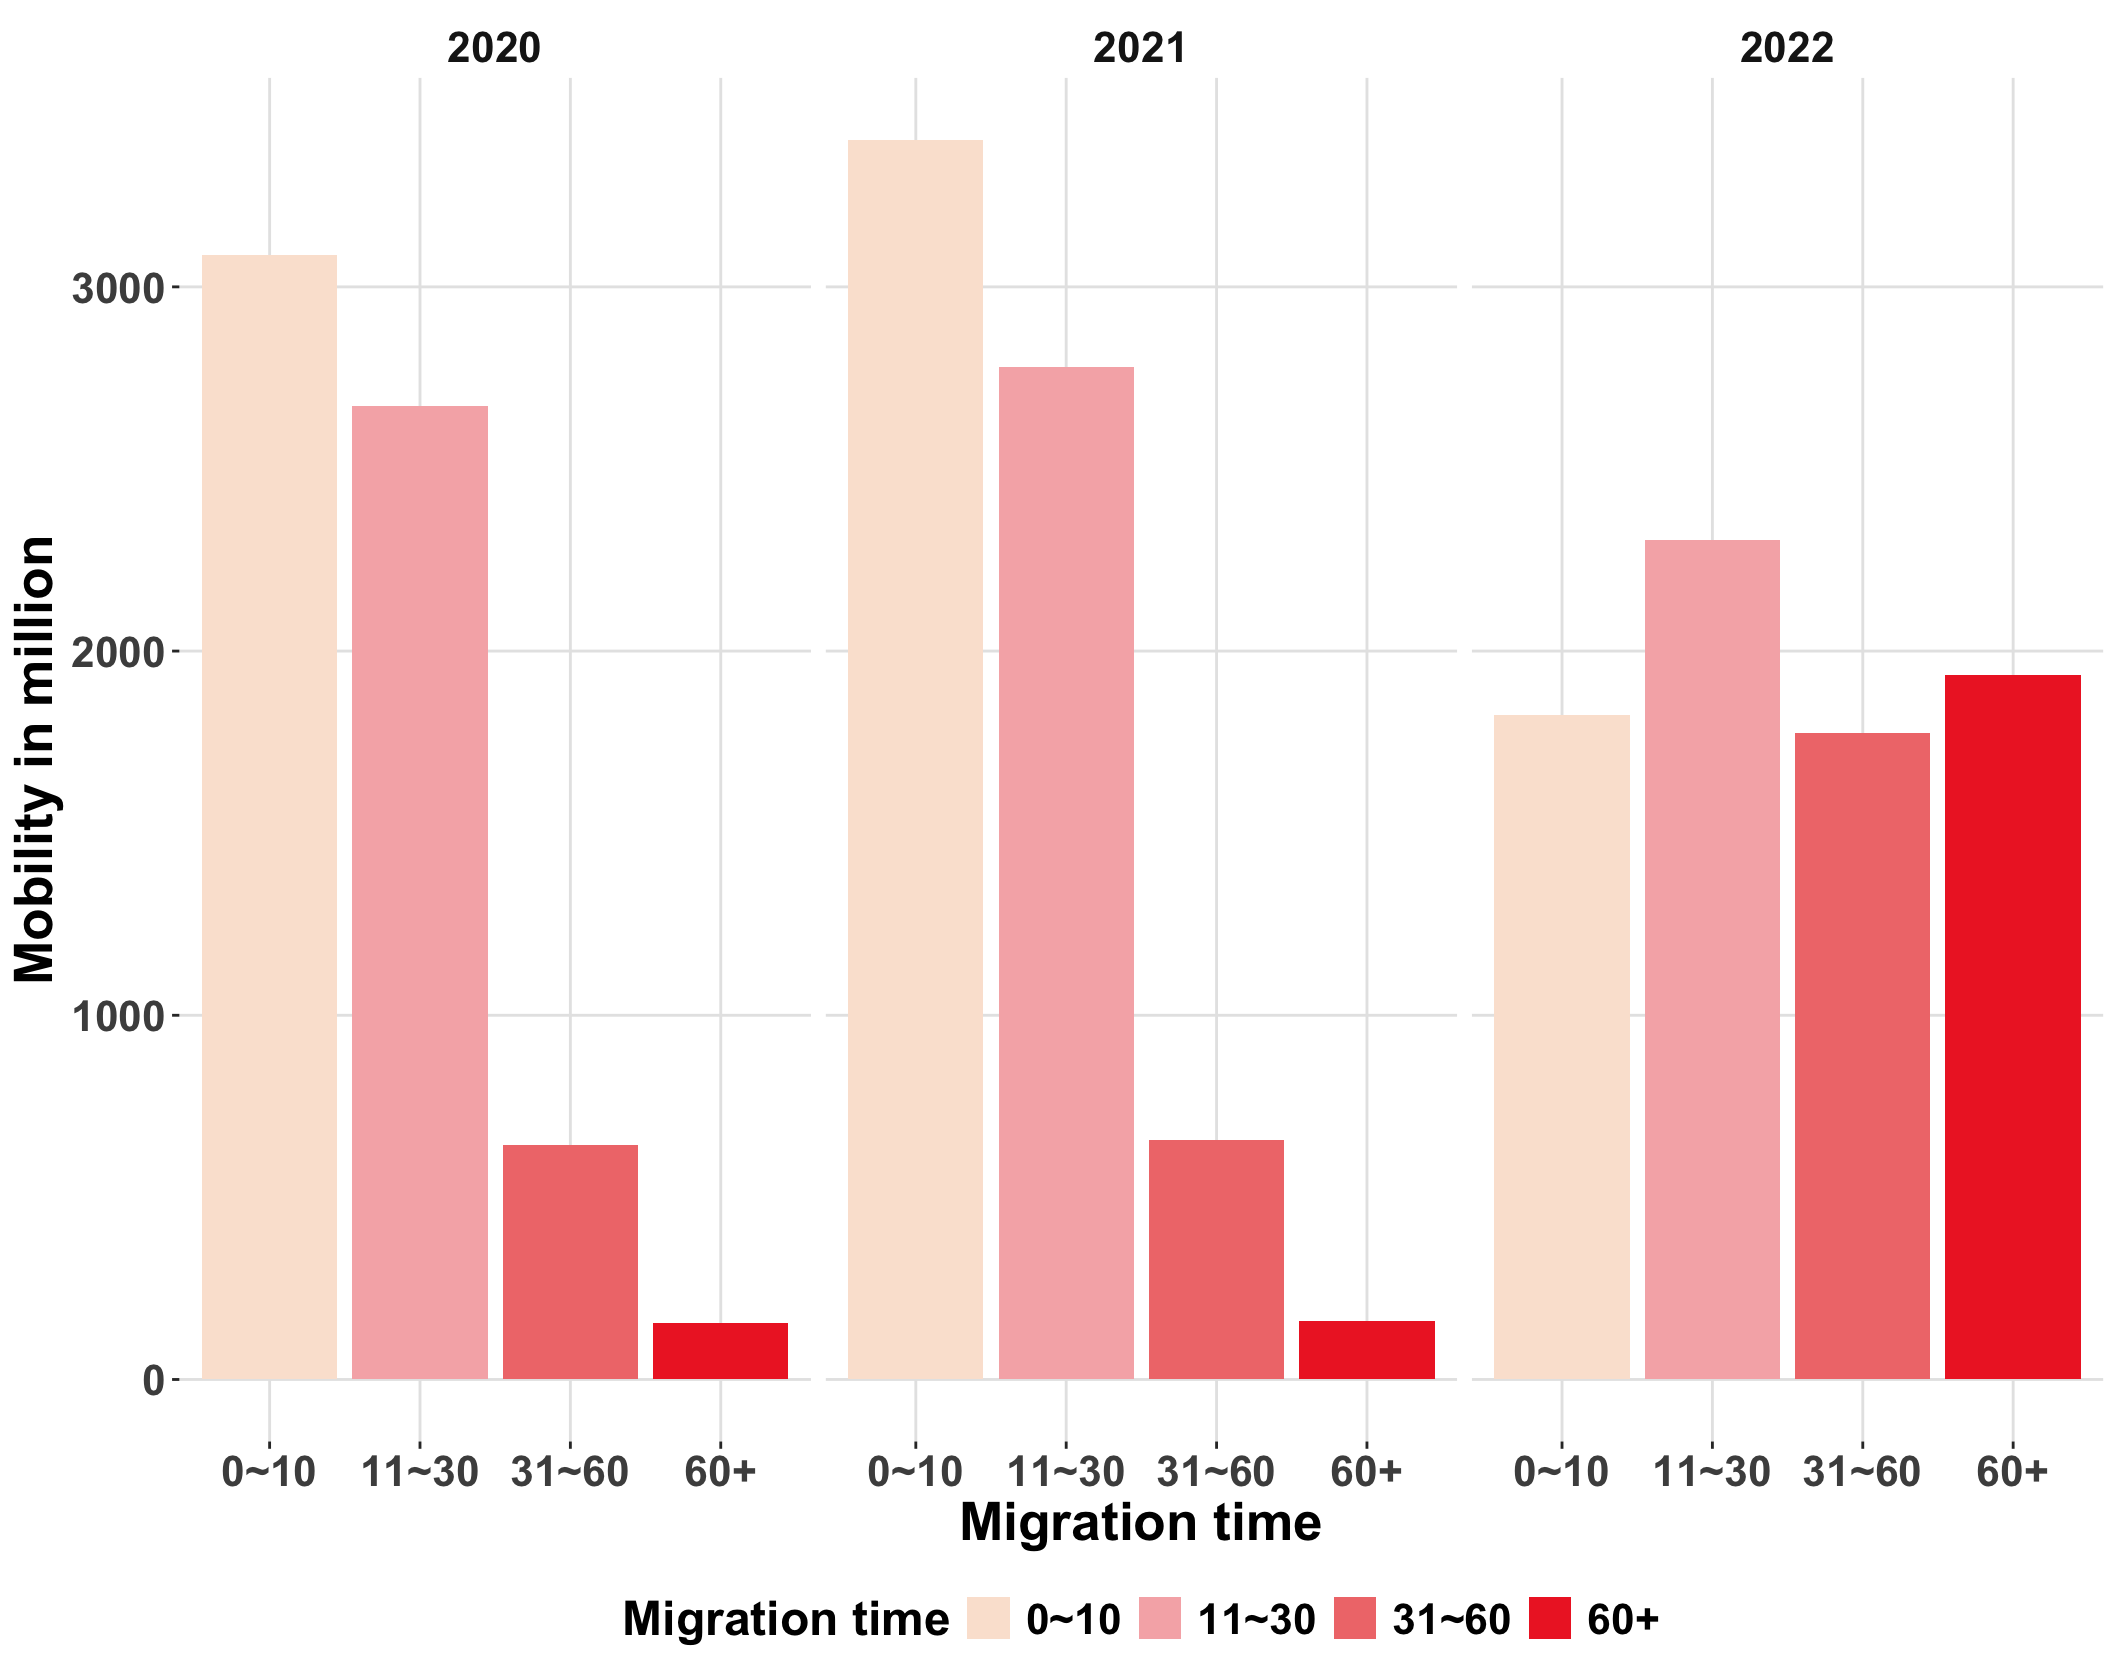 2020 2021 2022
3000
2000
1000
0
Mobility in million
0~10 11~30 31~60 60+ 0~10 11~30 31~60 60+ 0~10 11~30 31~60 60+
Migration time
Migration time 0~10 11~30 31~60 60+